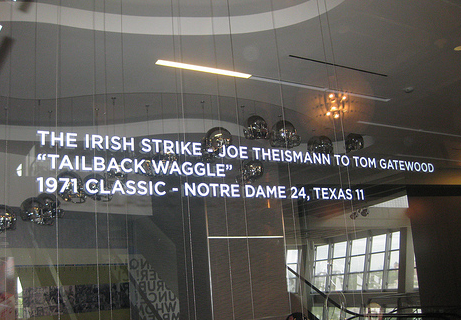 THE IRISH STRIKE - JOE THEISMANN TO TOM GATEWOOD
"TAILBACK WAGGLE"
1971 CLASSIC - NOTRE DAME 24, TEXAS 11